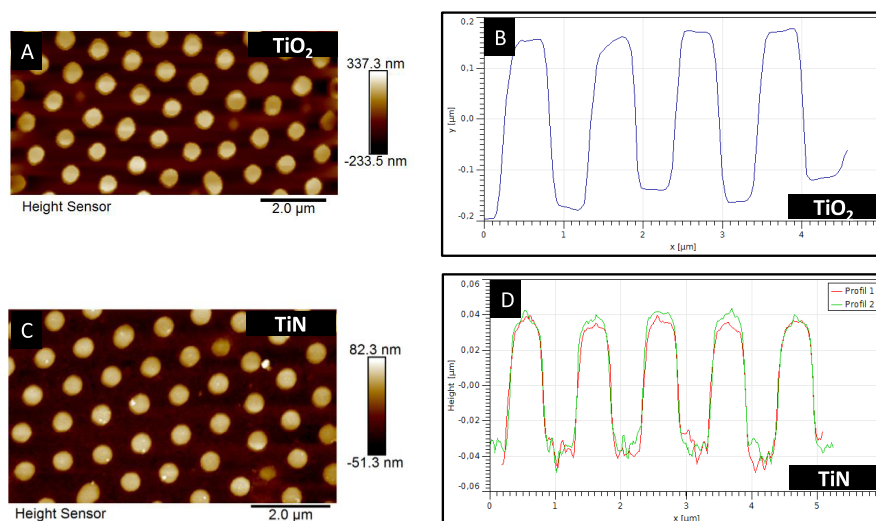 A
TiO2
337.3 nm
-233.5 nm
Height Sensor
2.0 µm
B
0.2
0.1
0.0
-0.1
-0.2
y [µm]
0
1
2
3
4
x [µm]
TiO2
C
TiN
82.3 nm
-51.3 nm
Height Sensor
2.0 µm
D
Profil 1
Profil 2
0.06
0.04
0.02
-0.00
-0.02
-0.04
-0.06
Height [µm]
0
1
2
3
4
5
x [µm]
TiN